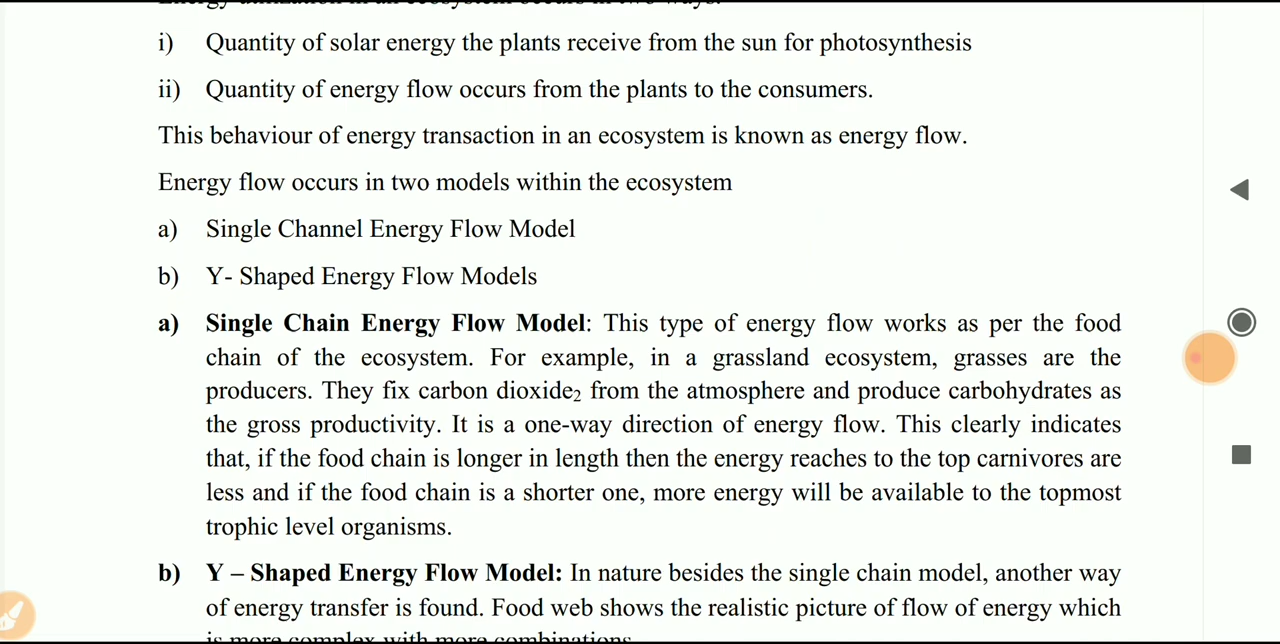 i) Quantity of solar energy the plants receive from the sun for photosynthesis
ii) Quantity of energy flow occurs from the plants to the consumers.
This behaviour of energy transaction in an ecosystem is known as energy flow.
Energy flow occurs in two models within the ecosystem
a) Single Channel Energy Flow Model
b) Y- Shaped Energy Flow Models
a) Single Chain Energy Flow Model: This type of energy flow works as per the food
chain of the ecosystem. For example, in a grassland ecosystem, grasses are the
producers. They fix carbon dioxide₂ from the atmosphere and produce carbohydrates as
the gross productivity. It is a one-way direction of energy flow. This clearly indicates
that, if the food chain is longer in length then the energy reaches to the top carnivores are
less and if the food chain is a shorter one, more energy will be available to the topmost
trophic level organisms.
b) Y – Shaped Energy Flow Model: In nature besides the single chain model, another way
of energy transfer is found. Food web shows the realistic picture of flow of energy which
is more complex with more combinations.